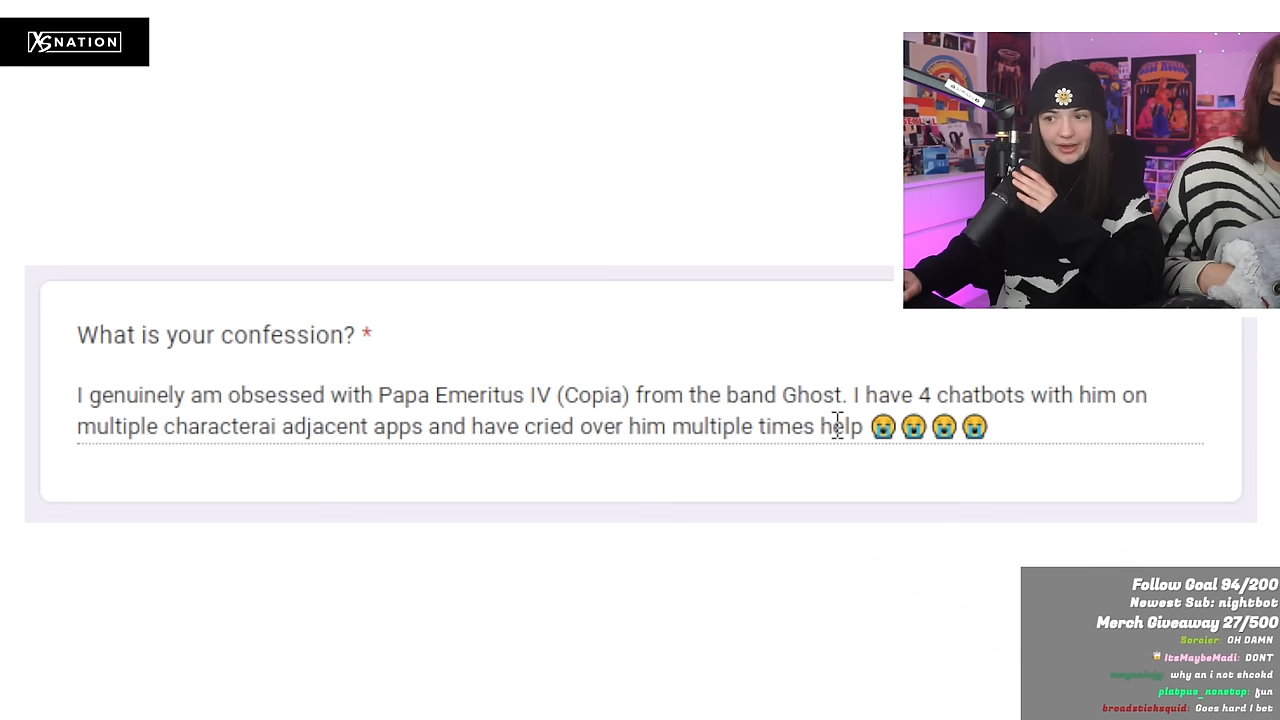 XSNATION
What is your confession? *
I genuinely am obsessed with Papa Emeritus IV (Copia) from the band Ghost. I have 4 chatbots with him on
multiple characterai adjacent apps and have cried over him multiple times help 😭😭😭😭
Follow Goal 94/200
Newest Sub: nightbot
Merch Giveaway 27/500
Soroier: OH DAMN
ItsMaybeMadi: DONT
why an i not shcokd
platpus_nonstop: fun
breadsticksquid: Goes hard I bet